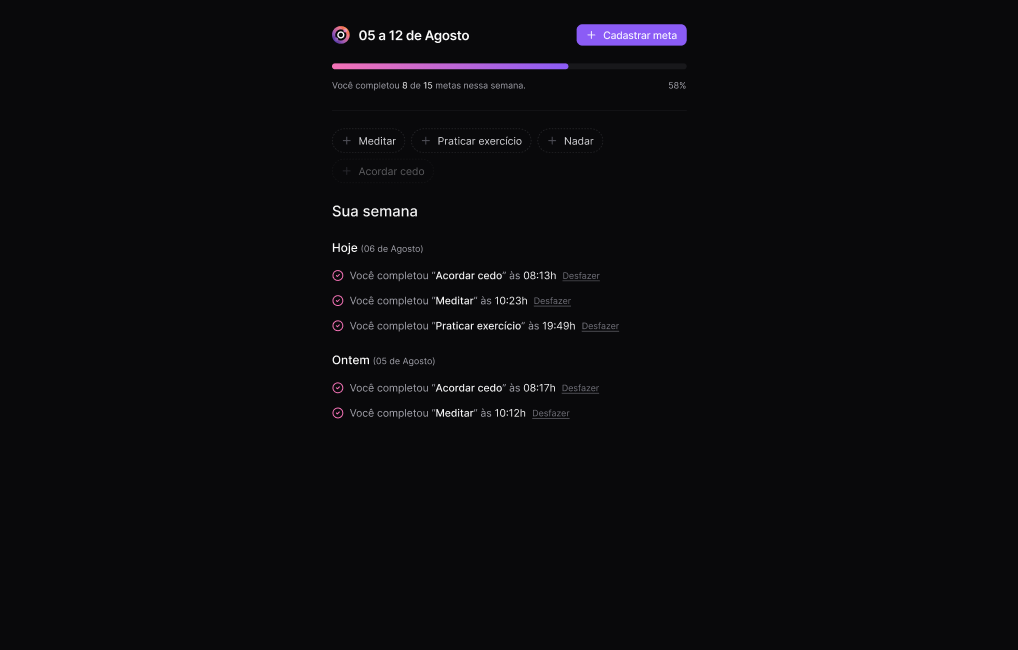 05 a 12 de Agosto
Cadastrar meta
Você completou 8 de 15 metas nessa semana.
58%
Meditar
Praticar exercício
Nadar
Acordar cedo
Sua semana
Hoje (06 de Agosto)
Você completou “Acordar cedo” às 08:13h Desfazer
Você completou “Meditar” às 10:23h Desfazer
Você completou “Praticar exercício” às 19:49h Desfazer
Ontem (05 de Agosto)
Você completou “Acordar cedo” às 08:17h Desfazer
Você completou “Meditar” às 10:12h Desfazer